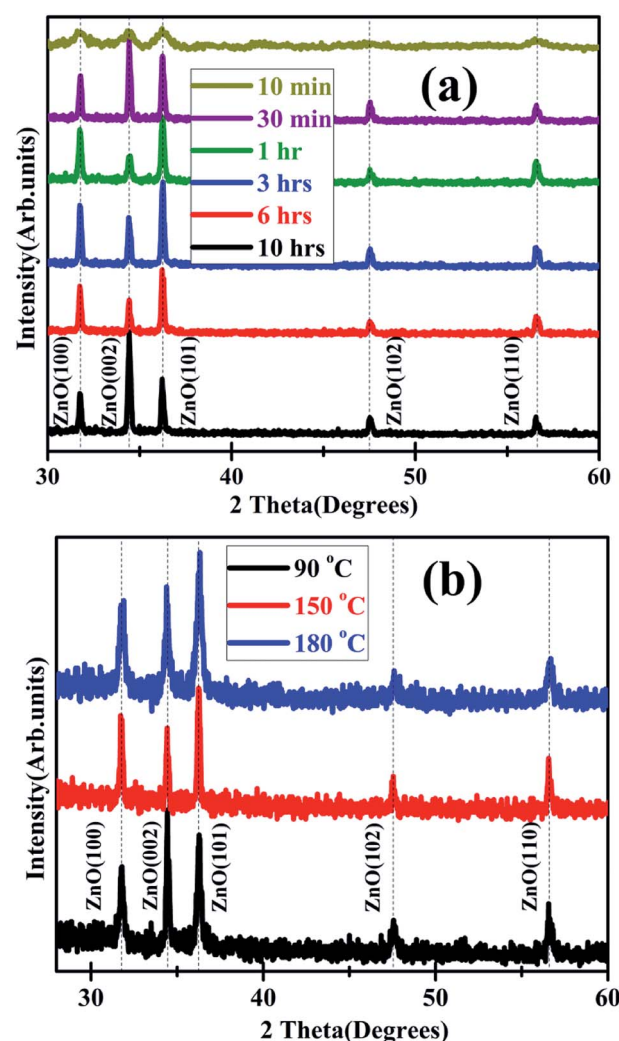 (a)
10 min
30 min
1 hr
3 hrs
6 hrs
10 hrs
Intensity(Arb.units)
ZnO(100)
ZnO(002)
ZnO(101)
ZnO(102)
ZnO(110)
30
40
50
60
2 Theta(Degrees)
(b)
90 °C
150 °C
180 °C
Intensity(Arb.units)
ZnO(100)
ZnO(002)
ZnO(101)
ZnO(102)
ZnO(110)
30
40
50
60
2 Theta(Degrees)